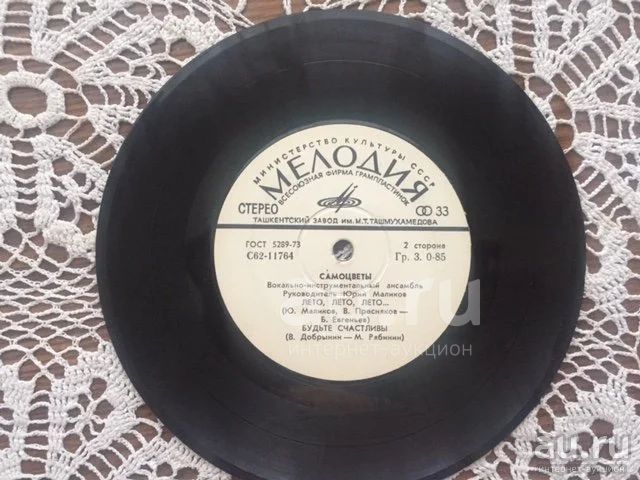 МИНИСТЕРСТВО КУЛЬТУРЫ СССР
МЕЛОДИЯ
ВСЕСОЮЗНАЯ ФИРМА ГРАМПЛАСТИНОК
СТЕРЕО
33
ТАШКЕНТСКИЙ ЗАВОД ИМ. М.Т. ТАШМУХАМЕДОВА
ГОСТ 5289-73
2 сторона
С62-11764
Гр. 3. 0-85
САМОЦВЕТЫ
Вокально-инструментальный ансамбль
Руководитель Юрий Маликов
ЛЕТО, ЛЕТО, ЛЕТО...
(Ю. Маликов, В. Пресняков—
Б. Евгеньев)
БУДЬТЕ СЧАСТЛИВЫ
(В. Добрынин — М. Рябинин)
au.ru
интернет-аукцион
au.ru
интернет-аукцион